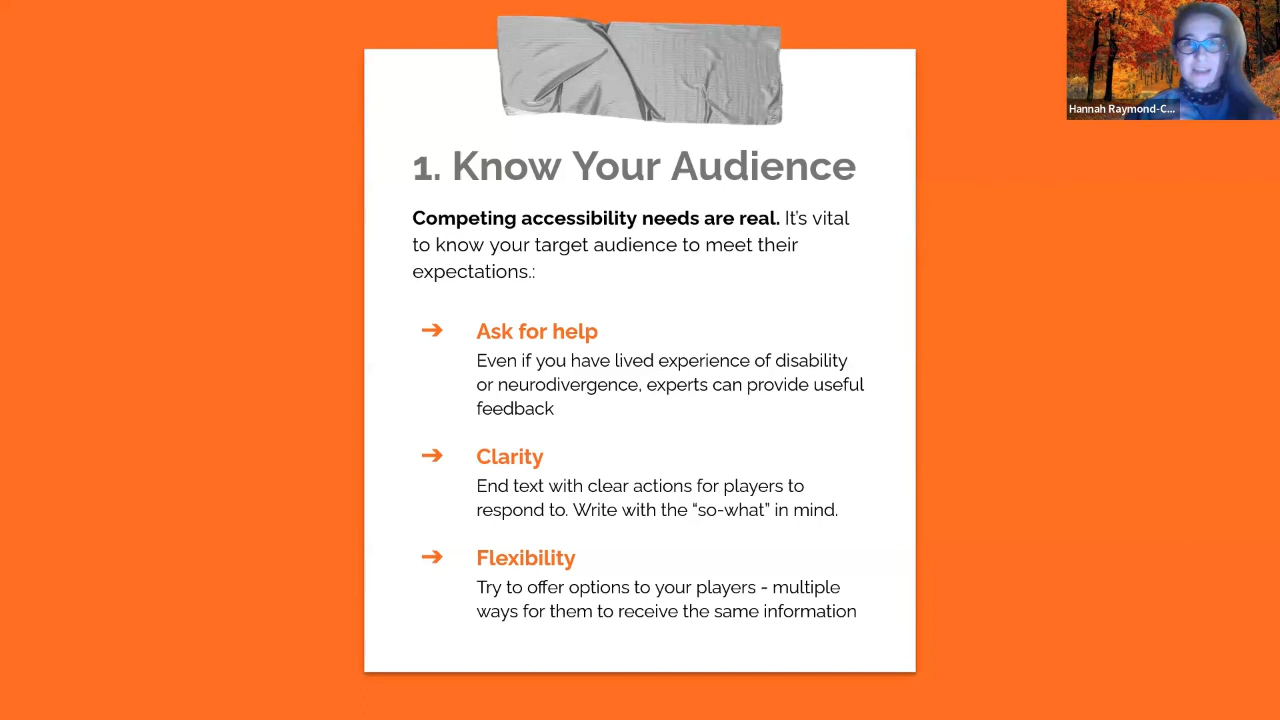 1. Know Your Audience
Competing accessibility needs are real. It's vital
to know your target audience to meet their
expectations.:
➔ Ask for help
Even if you have lived experience of disability
or neurodivergence, experts can provide useful
feedback
➔ Clarity
End text with clear actions for players to
respond to. Write with the “so-what” in mind.
➔ Flexibility
Try to offer options to your players - multiple
ways for them to receive the same information
Hannah Raymond-C...